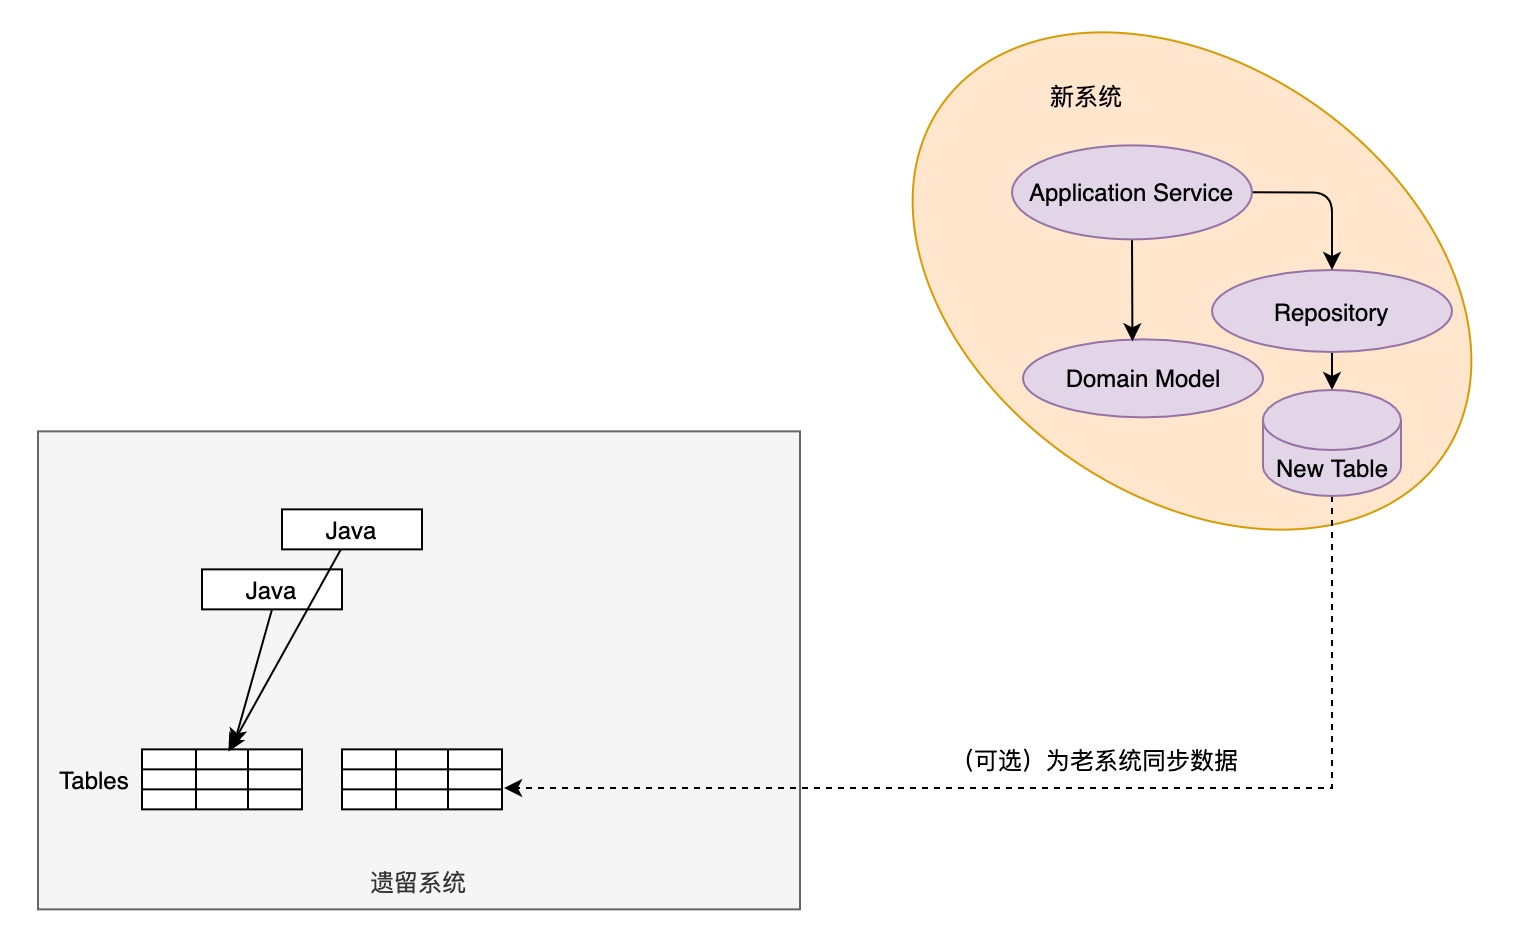 新系统
Application Service
Repository
Domain Model
New Table
Java
Java
（可选）为老系统同步数据
Tables
遗留系统